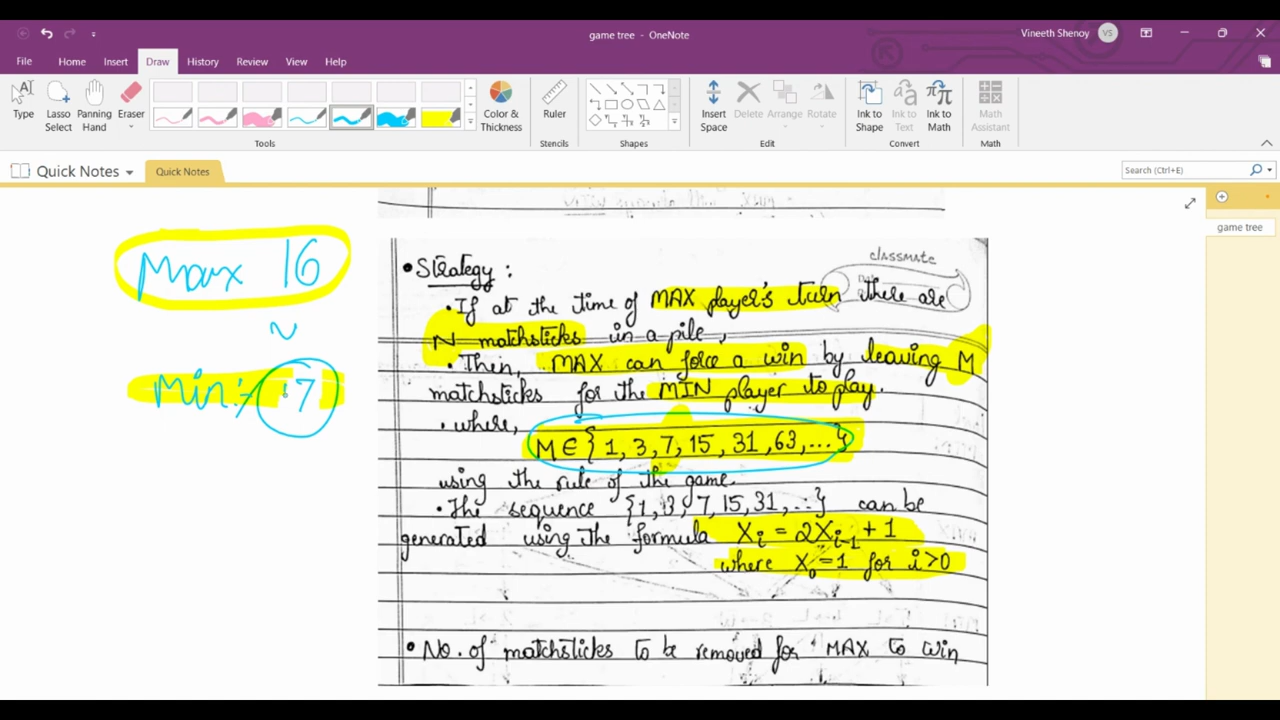 game tree - OneNote
Vineeth Shenoy
VS
File
Home
Insert
Draw
History
Review
View
Help
Type
Lasso
Select
Panning
Hand
Eraser
Color &
Thickness
Ruler
Insert
Space
Delete
Arrange
Rotate
Ink to
Shape
Ink to
Text
Ink to
Math
Math
Assistant
Tools
Stencils
Shapes
Edit
Convert
Math
Quick Notes
Quick Notes
Search (Ctrl+E)
game tree
Max 16
Min :- 7
classmate
• Strategy :
• If at the time of MAX player's turn there are
N matchsticks in a pile,
• Then, MAX can force a win by leaving M
matchsticks for the MIN player to play.
• where,
M ∈ { 1, 3, 7, 15, 31, 63, ... }
using the rule of the game.
• The sequence {1, 3, 7, 15, 31, ...} can be
generated using the formula Xi = 2Xi-1 + 1
where X0 = 1 for i > 0
• No. of matchsticks to be removed for MAX to win